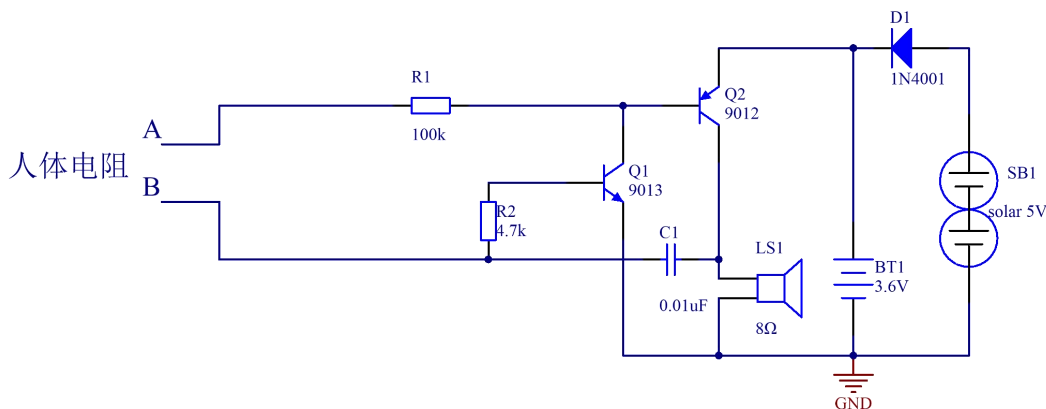 D1
1N4001
R1
100k
Q2
9012
A
人体电阻
B
Q1
9013
SB1
solar 5V
R2
4.7k
C1
0.01uF
LS1
8Ω
BT1
3.6V
GND